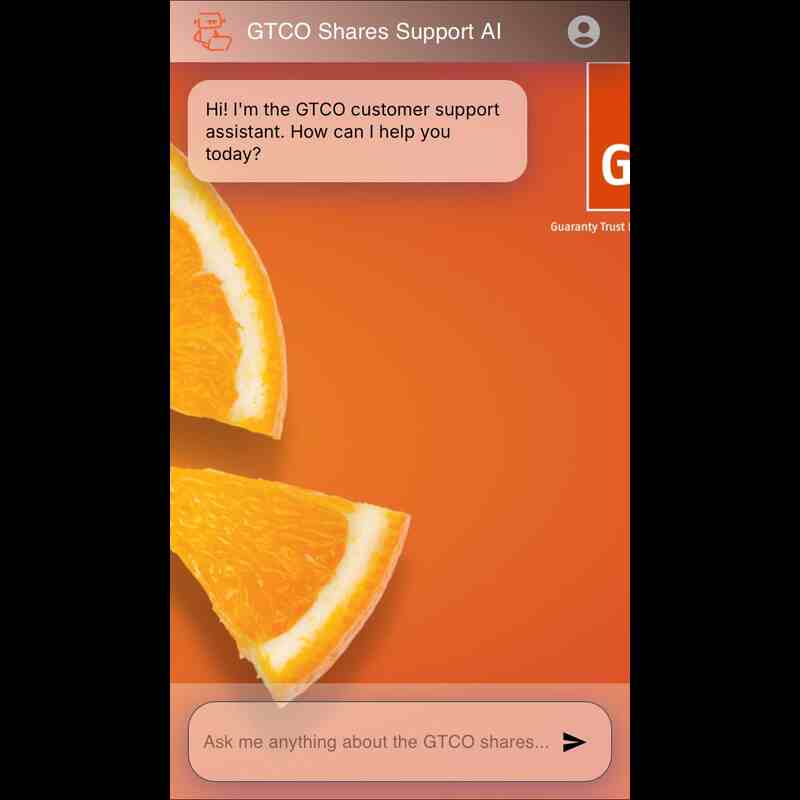 GTCO Shares Support AI
Hi! I'm the GTCO customer support
assistant. How can I help you
today?
G
Guaranty Trust
Ask me anything about the GTCO shares...